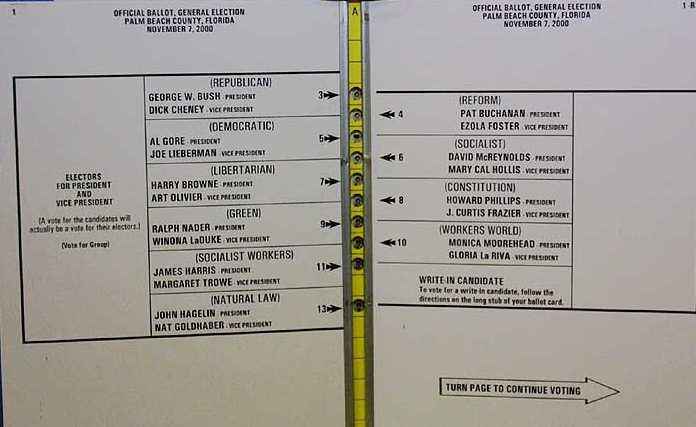 1
OFFICIAL BALLOT, GENERAL ELECTION
PALM BEACH COUNTY, FLORIDA
NOVEMBER 7, 2000
ELECTORS
FOR PRESIDENT
AND
VICE PRESIDENT
(A vote for the candidates will
actually be a vote for their electors.)
(Vote for Group)
(REPUBLICAN)
GEORGE W. BUSH - PRESIDENT 3
DICK CHENEY - VICE PRESIDENT
(DEMOCRATIC)
AL GORE - PRESIDENT 5
JOE LIEBERMAN - VICE PRESIDENT
(LIBERTARIAN)
HARRY BROWNE - PRESIDENT 7
ART OLIVIER - VICE PRESIDENT
(GREEN)
RALPH NADER - PRESIDENT 9
WINONA LaDUKE - VICE PRESIDENT
(SOCIALIST WORKERS)
JAMES HARRIS - PRESIDENT 11
MARGARET TROWE - VICE PRESIDENT
(NATURAL LAW)
JOHN HAGELIN - PRESIDENT 13
NAT GOLDHABER - VICE PRESIDENT
A
OFFICIAL BALLOT, GENERAL ELECTION
PALM BEACH COUNTY, FLORIDA
NOVEMBER 7, 2000
1 R
(REFORM)
4 PAT BUCHANAN - PRESIDENT
EZOLA FOSTER - VICE PRESIDENT
(SOCIALIST)
6 DAVID McREYNOLDS - PRESIDENT
MARY CAL HOLLIS - VICE PRESIDENT
(CONSTITUTION)
8 HOWARD PHILLIPS - PRESIDENT
J. CURTIS FRAZIER - VICE PRESIDENT
(WORKERS WORLD)
10 MONICA MOOREHEAD - PRESIDENT
GLORIA La RIVA - VICE PRESIDENT
WRITE-IN CANDIDATE
To vote for a write-in candidate, follow the
directions on the long stub of your ballot card.
TURN PAGE TO CONTINUE VOTING